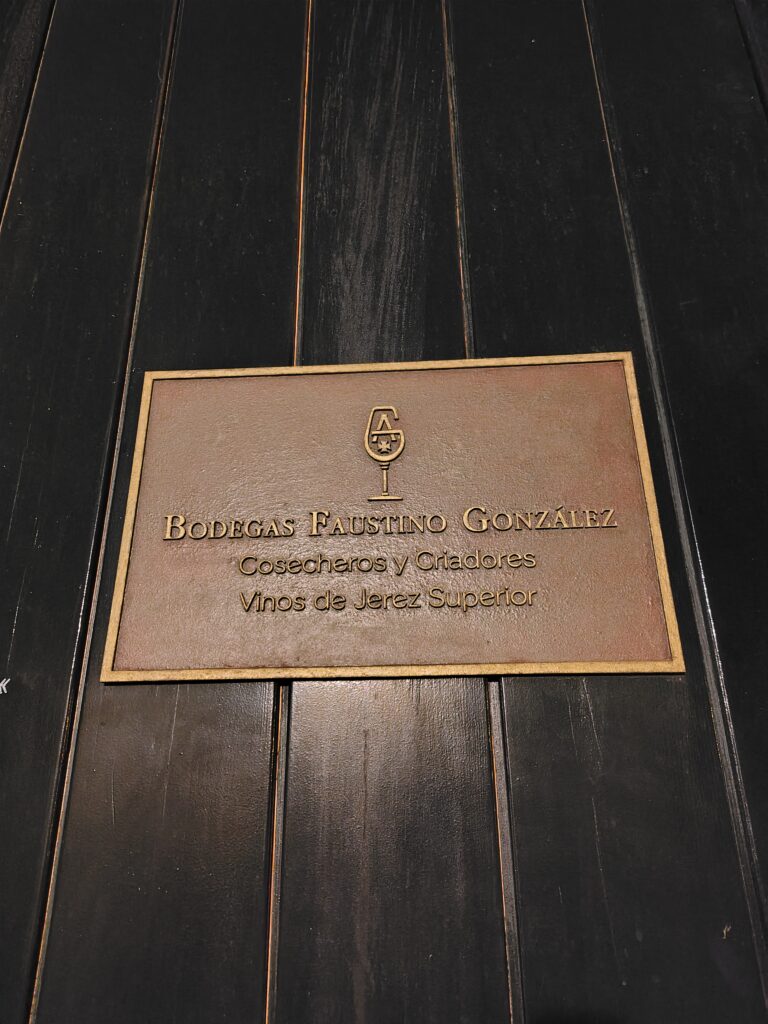 BODEGAS FAUSTINO GONZÁLEZ
Cosecheros y Criadores
Vinos de Jerez Superior